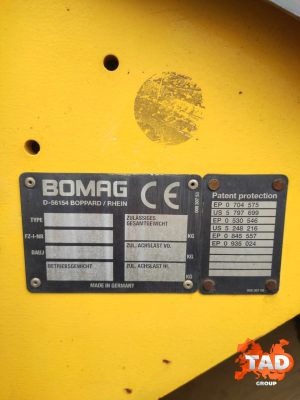 BOMAG CE
D-56154 BOPPARD / RHEIN
TYPE
FZ-I-NR
BAUJ
BETRIEBSGEWICHT
ZULÄSSIGES
GESAMTGEWICHT
KG
ZUL. ACHSLAST VO.
KG
ZUL. ACHSLAST HI.
KG
MADE IN GERMANY
Patent protection
EP 0 704 575
US 5 797 699
EP 0 530 546
US 5 248 216
EP 0 845 557
EP 0 935 024
TAD
GROUP